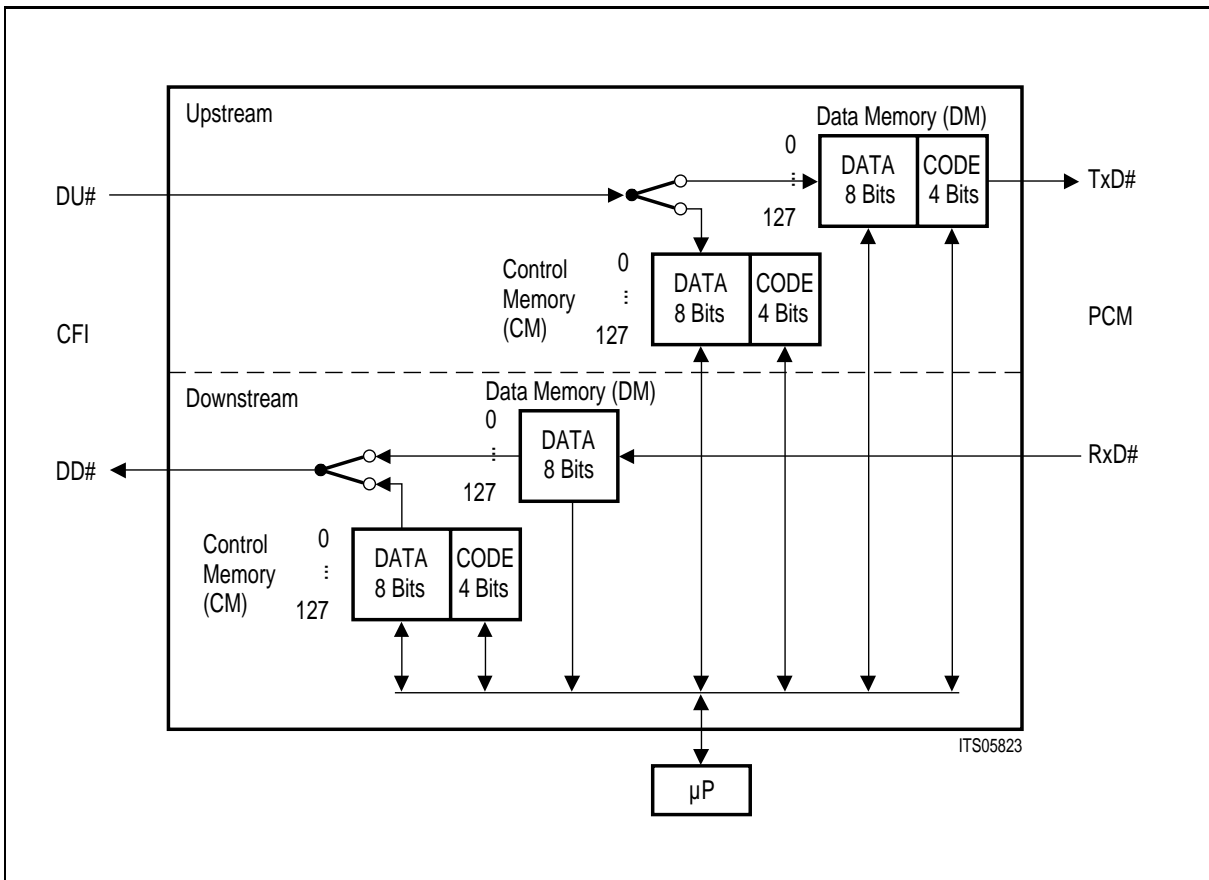 Upstream
Data Memory (DM)
0
⋮
127
DATA
8 Bits
CODE
4 Bits
DU#
TxD#
Control
Memory
(CM)
0
⋮
127
DATA
8 Bits
CODE
4 Bits
CFI
PCM
Downstream
Data Memory (DM)
0
⋮
127
DATA
8 Bits
DD#
RxD#
Control
Memory
(CM)
0
⋮
127
DATA
8 Bits
CODE
4 Bits
ITS05823
µP